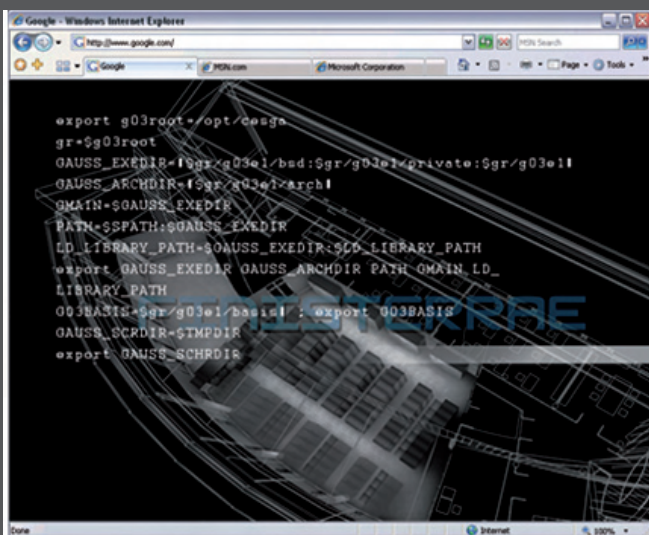 Google - Windows Internet Explorer
http://www.google.com/
MSN Search
Google
MSN.com
Microsoft Corporation
Page
Tools
export g03root=/opt/cesga
gr=$g03root
GAUSS_EXEDIR="$gr/g03e1/bsd:$gr/g03e1/private:$gr/g03e1"
GAUSS_ARCHDIR="$gr/g03e1/arch"
GMAIN=$GAUSS_EXEDIR
PATH=$SPATH:$GAUSS_EXEDIR
LD_LIBRARY_PATH=$GAUSS_EXEDIR:$LD_LIBRARY_PATH
export GAUSS_EXEDIR GAUSS_ARCHDIR PATH GMAIN LD_
LIBRARY_PATH
G03BASIS="$gr/g03e1/basis" ; export G03BASIS
FINISTERRAE
GAUSS_SCRDIR=$TMPDIR
export GAUSS_SCHRDIR
Done
Internet
100%